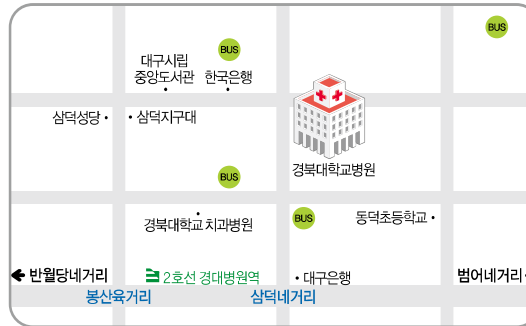 BUS
BUS
대구시립
중앙도서관
한국은행
삼덕성당
삼덕지구대
경북대학교병원
BUS
경북대학교 치과병원
BUS
동덕초등학교
반월당네거리
2호선 경대병원역
대구은행
범어네거리
봉산육거리
삼덕네거리